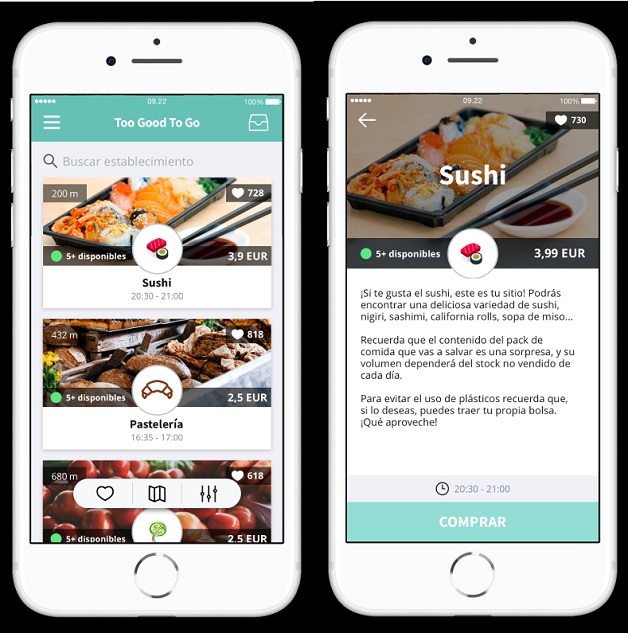 09.22
100%
Too Good To Go
Buscar establecimiento
200 m
728
5+ disponibles
3,9 EUR
Sushi
20:30 - 21:00
432 m
818
5+ disponibles
2,5 EUR
Pastelería
16:35 - 17:00
680 m
618
5+ disponibles
2,5 EUR
09.22
100%
730
Sushi
5+ disponibles
3,99 EUR
¡Si te gusta el sushi, este es tu sitio! Podrás
encontrar una deliciosa variedad de sushi,
nigiri, sashimi, california rolls, sopa de miso...
Recuerda que el contenido del pack de
comida que vas a salvar es una sorpresa, y su
volumen dependerá del stock no vendido de
cada día.
Para evitar el uso de plásticos recuerda que,
si lo deseas, puedes traer tu propia bolsa.
¡Qué aproveche!
20:30 - 21:00
COMPRAR